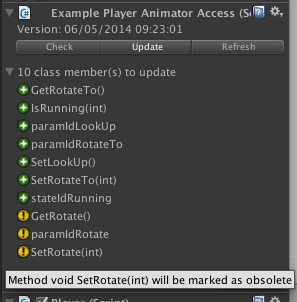 Example Player Animator Access (Sc
Version: 06/05/2014 09:23:01
Check Update Refresh
10 class member(s) to update
GetRotateTo()
IsRunning(int)
paramIdLookUp
paramIdRotateTo
SetLookUp()
SetRotateTo(int)
stateIdRunning
GetRotate()
paramIdRotate
SetRotate(int)
Method void SetRotate(int) will be marked as obsolete